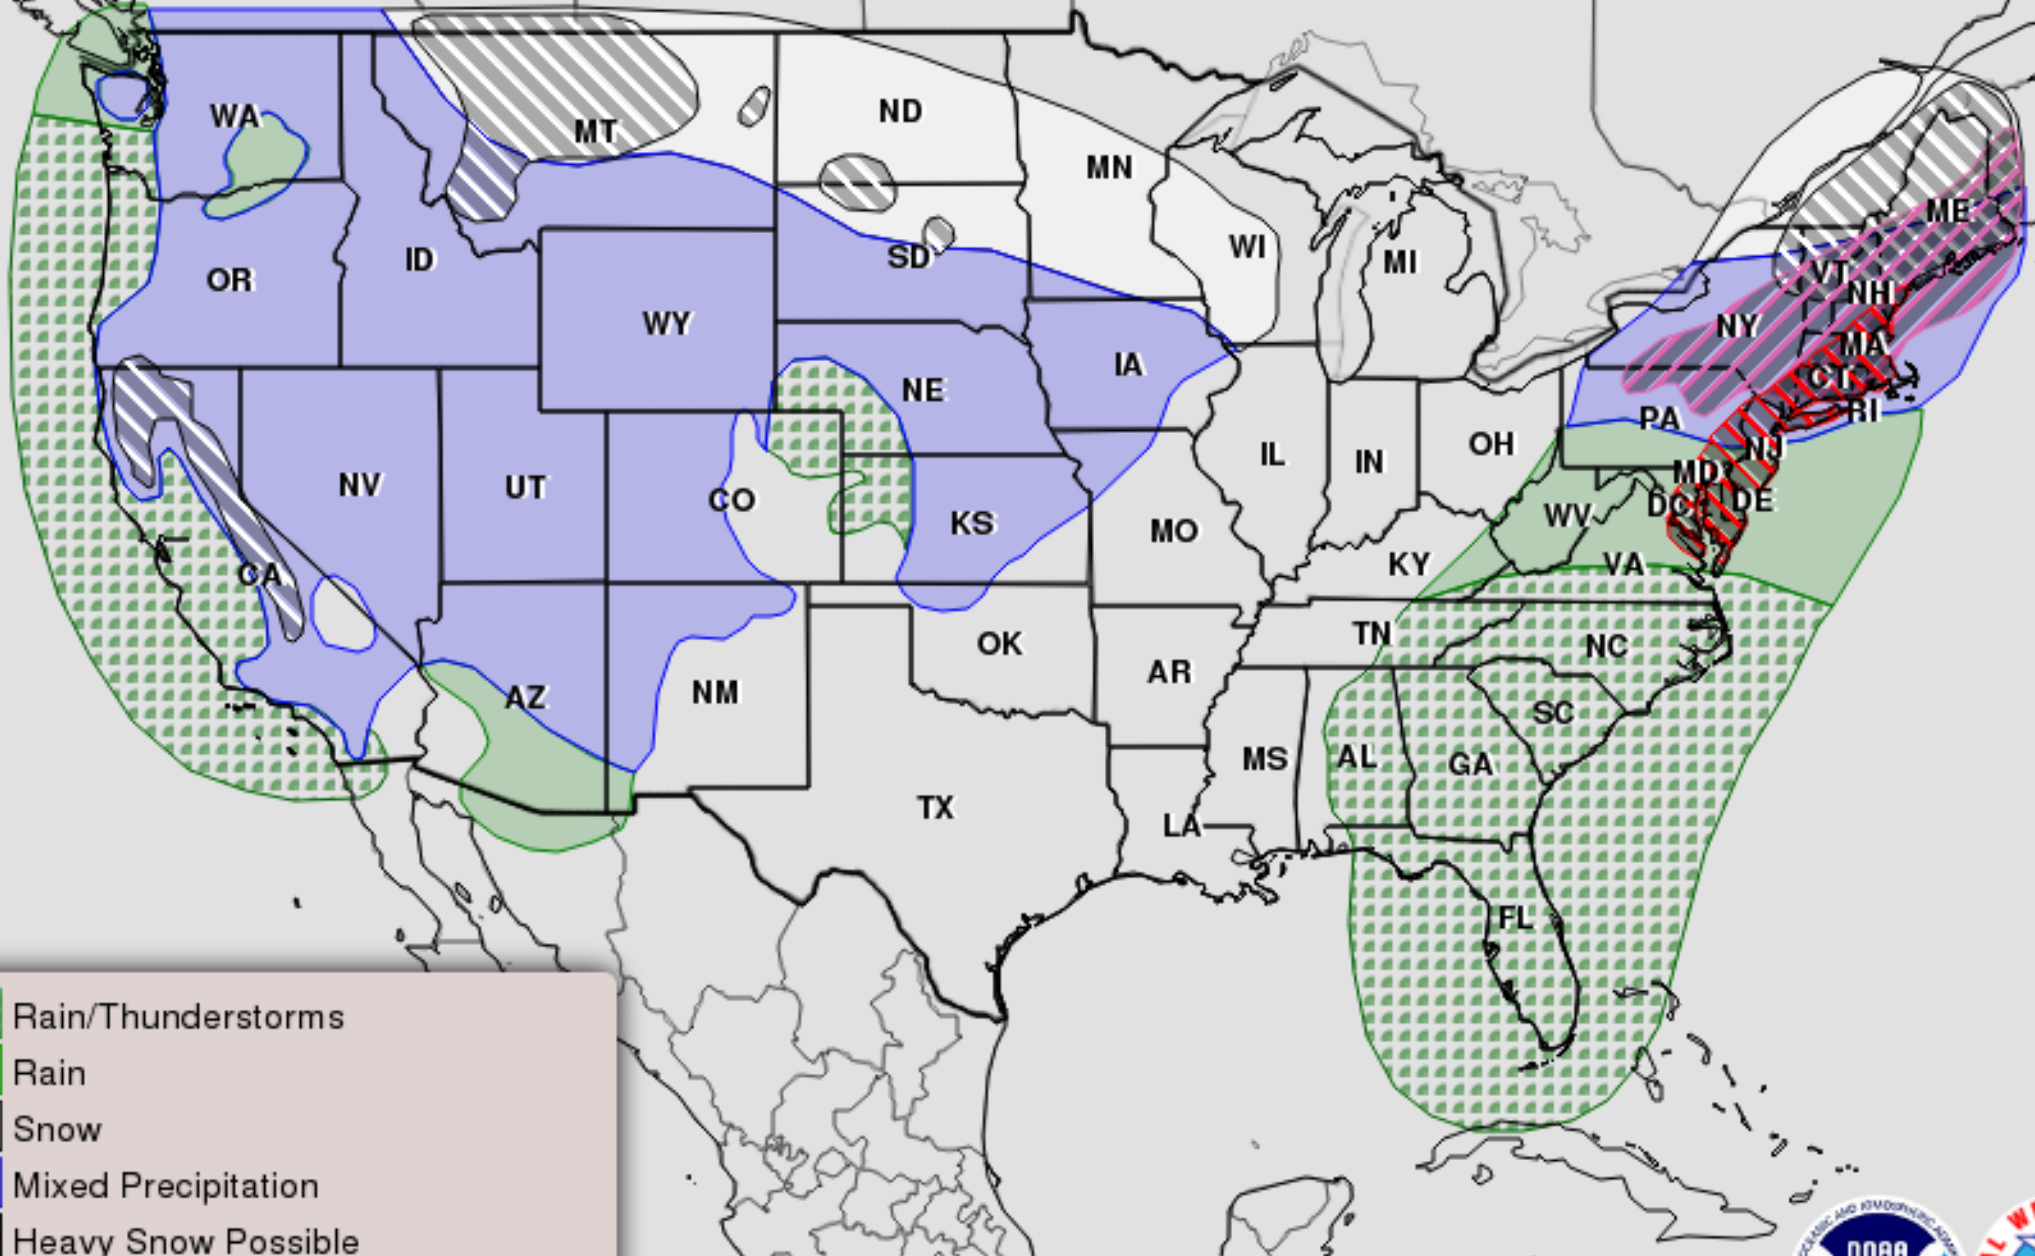 WA
MT
ND
MN
ME
VT
NH
WI
MI
SD
ID
OR
WY
NY
MA
IA
CT
NE
RI
PA
OH
IL
IN
NJ
MD
NV
UT
CO
DC
DE
WV
KS
MO
KY
VA
CA
TN
OK
NC
AR
NM
AZ
SC
MS
AL
GA
TX
LA
FL
Rain/Thunderstorms
Rain
Snow
Mixed Precipitation
Heavy Snow Possible
NOAA